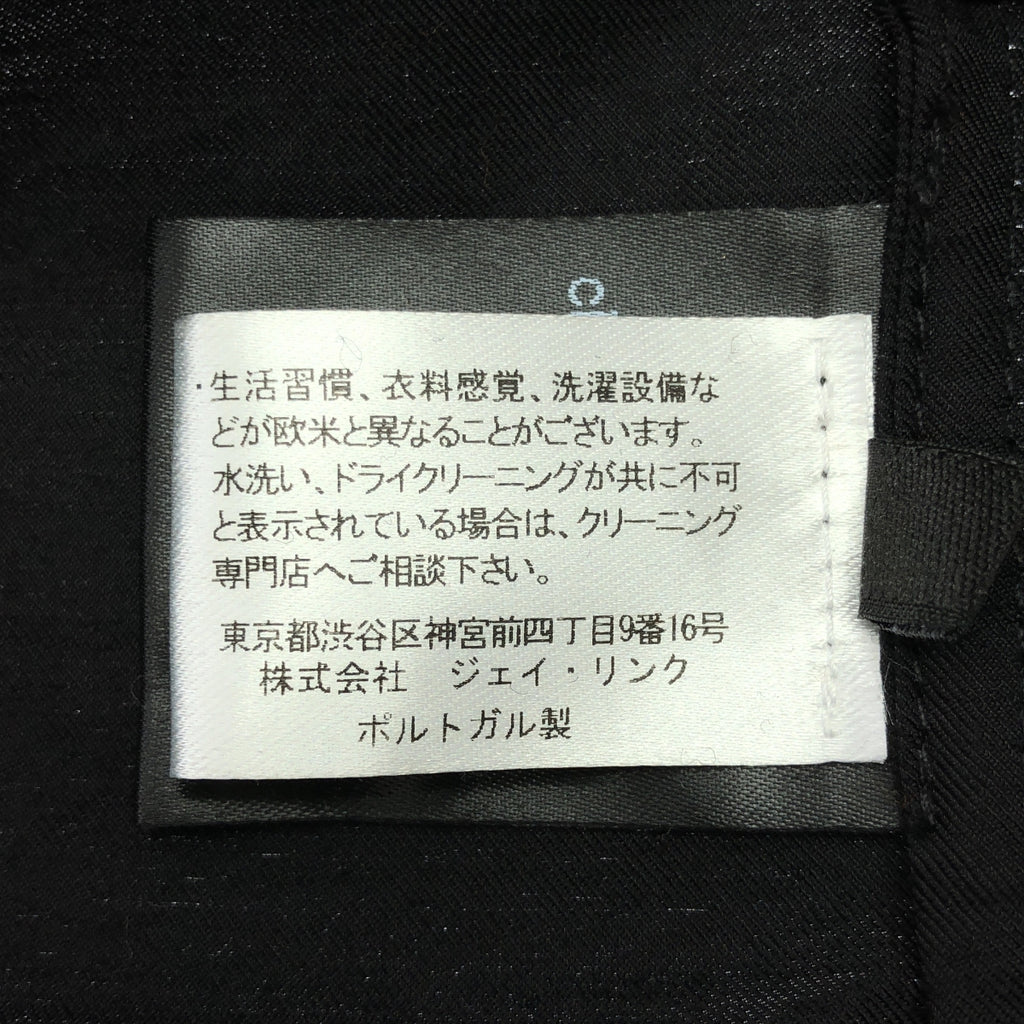 ・生活習慣、衣料感覚、洗濯設備な
どが欧米と異なることがございます。
水洗い、ドライクリーニングが共に不可
と表示されている場合は、クリーニング
専門店へご相談下さい。
東京都渋谷区神宮前四丁目9番16号
株式会社　ジェイ・リンク
ポルトガル製